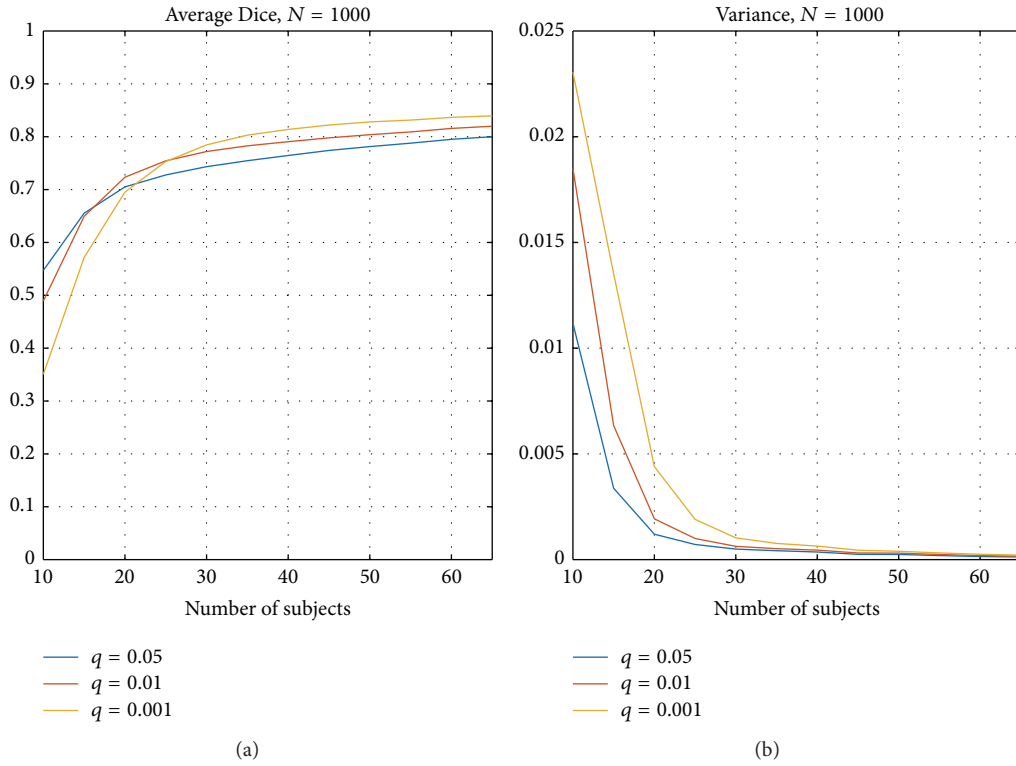 Average Dice, N = 1000
1
0.9
0.8
0.7
0.6
0.5
0.4
0.3
0.2
0.1
0
10 20 30 40 50 60
Number of subjects
q = 0.05
q = 0.01
q = 0.001
(a)
Variance, N = 1000
0.025
0.02
0.015
0.01
0.005
0
10 20 30 40 50 60
Number of subjects
q = 0.05
q = 0.01
q = 0.001
(b)